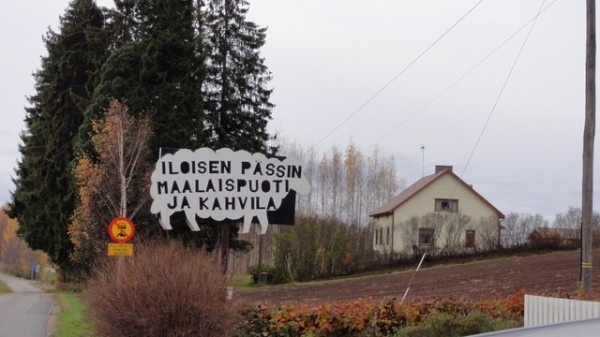 ILOISEN PÄSSIN
MAALAISPUOTI
JA KAHVILA